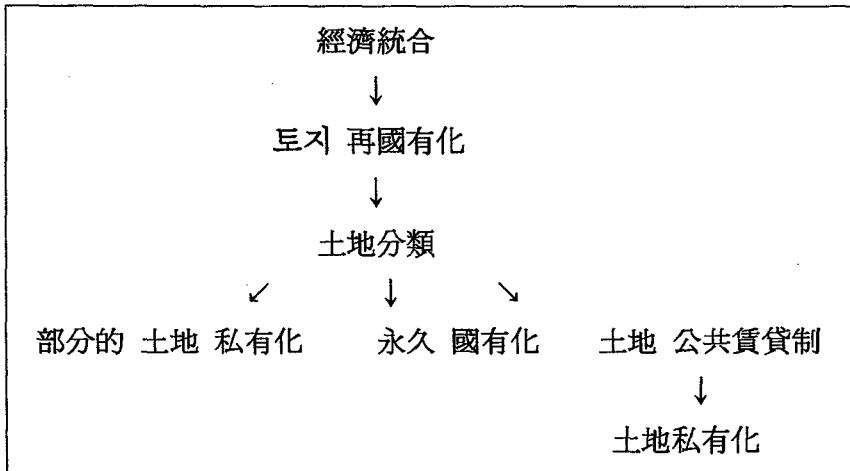 經濟統合
↓
토지 再國有化
↓
土地分類
↙ ↓ ↘
部分的 土地 私有化 永久 國有化 土地 公共賃貸制
↓
土地私有化